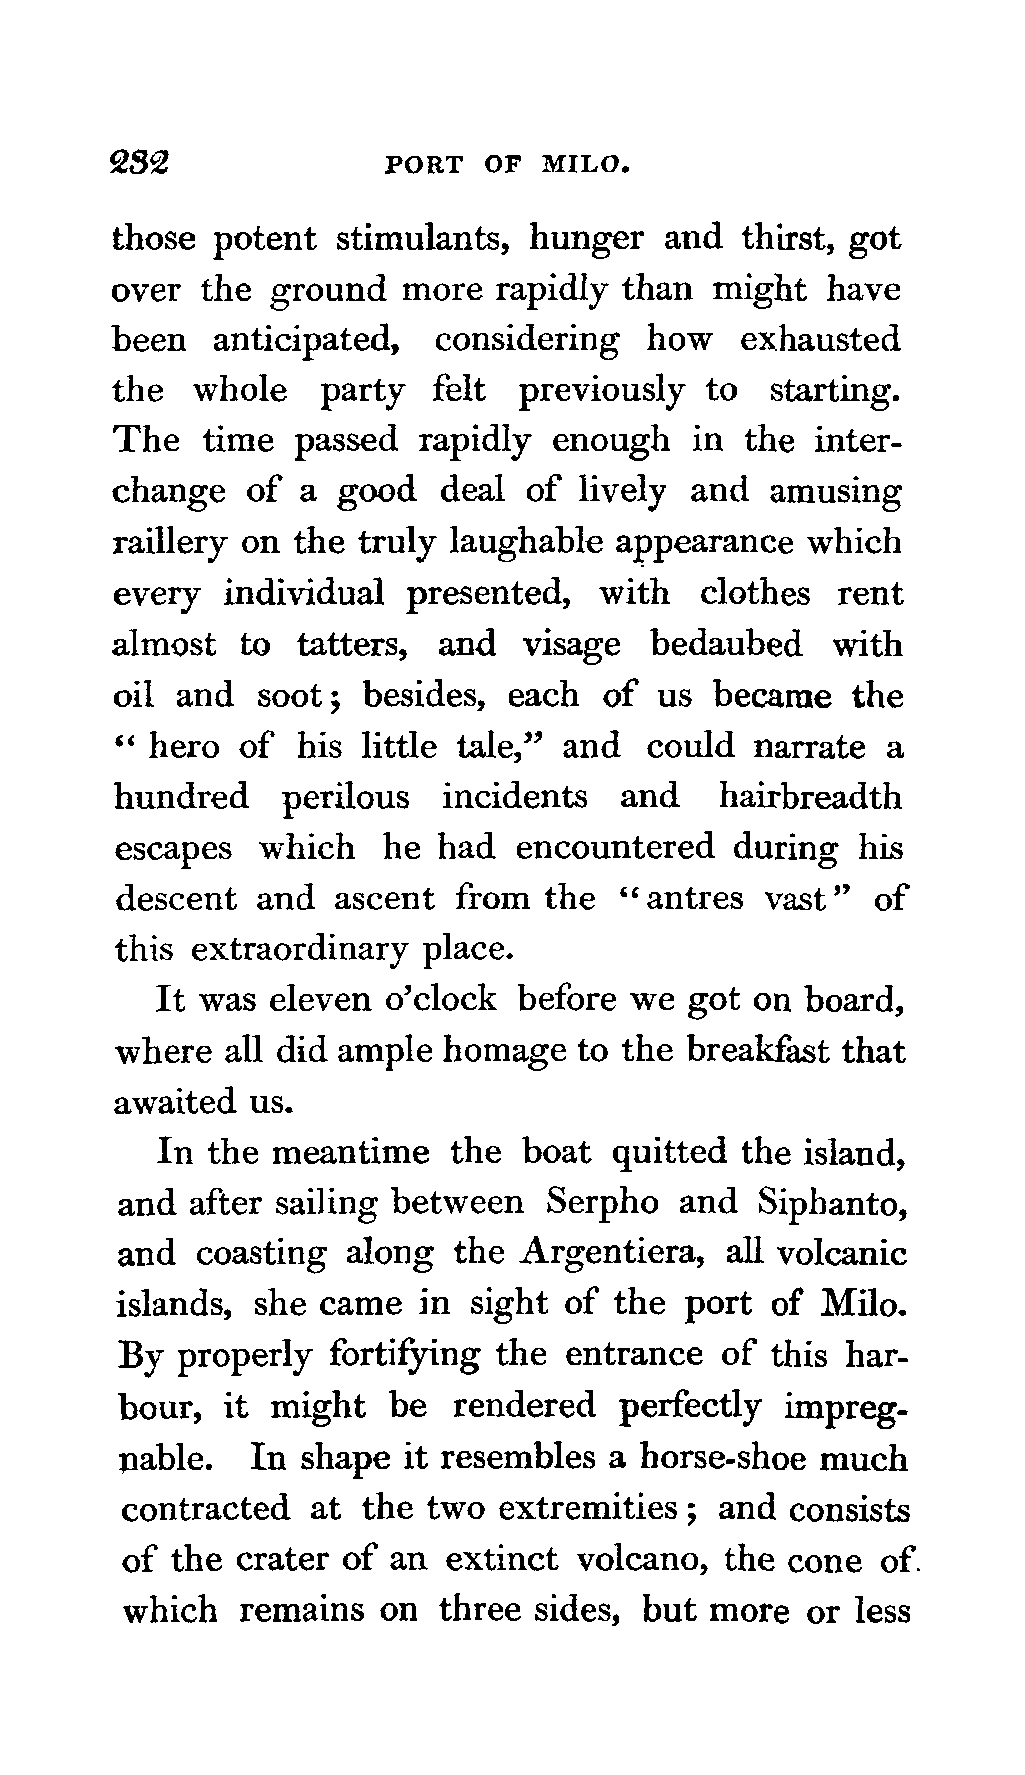 232 PORT OF MILO.
those potent stimulants, hunger and thirst, got
over the ground more rapidly than might have
been anticipated, considering how exhausted
the whole party felt previously to starting.
The time passed rapidly enough in the inter-
change of a good deal of lively and amusing
raillery on the truly laughable appearance which
every individual presented, with clothes rent
almost to tatters, and visage bedaubed with
oil and soot; besides, each of us became the
“ hero of his little tale,” and could narrate a
hundred perilous incidents and hairbreadth
escapes which he had encountered during his
descent and ascent from the “antres vast” of
this extraordinary place.
It was eleven o’clock before we got on board,
where all did ample homage to the breakfast that
awaited us.
In the meantime the boat quitted the island,
and after sailing between Serpho and Siphanto,
and coasting along the Argentiera, all volcanic
islands, she came in sight of the port of Milo.
By properly fortifying the entrance of this har-
bour, it might be rendered perfectly impreg-
nable. In shape it resembles a horse-shoe much
contracted at the two extremities; and consists
of the crater of an extinct volcano, the cone of
which remains on three sides, but more or less